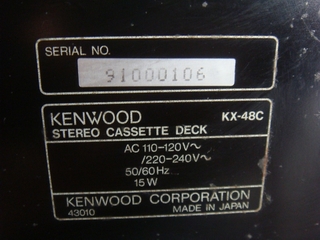 SERIAL NO.
91000106
KENWOOD KX-48C
STEREO CASSETTE DECK
AC 110-120V~
/220-240V~
50/60Hz
15W
KENWOOD CORPORATION
43010 MADE IN JAPAN